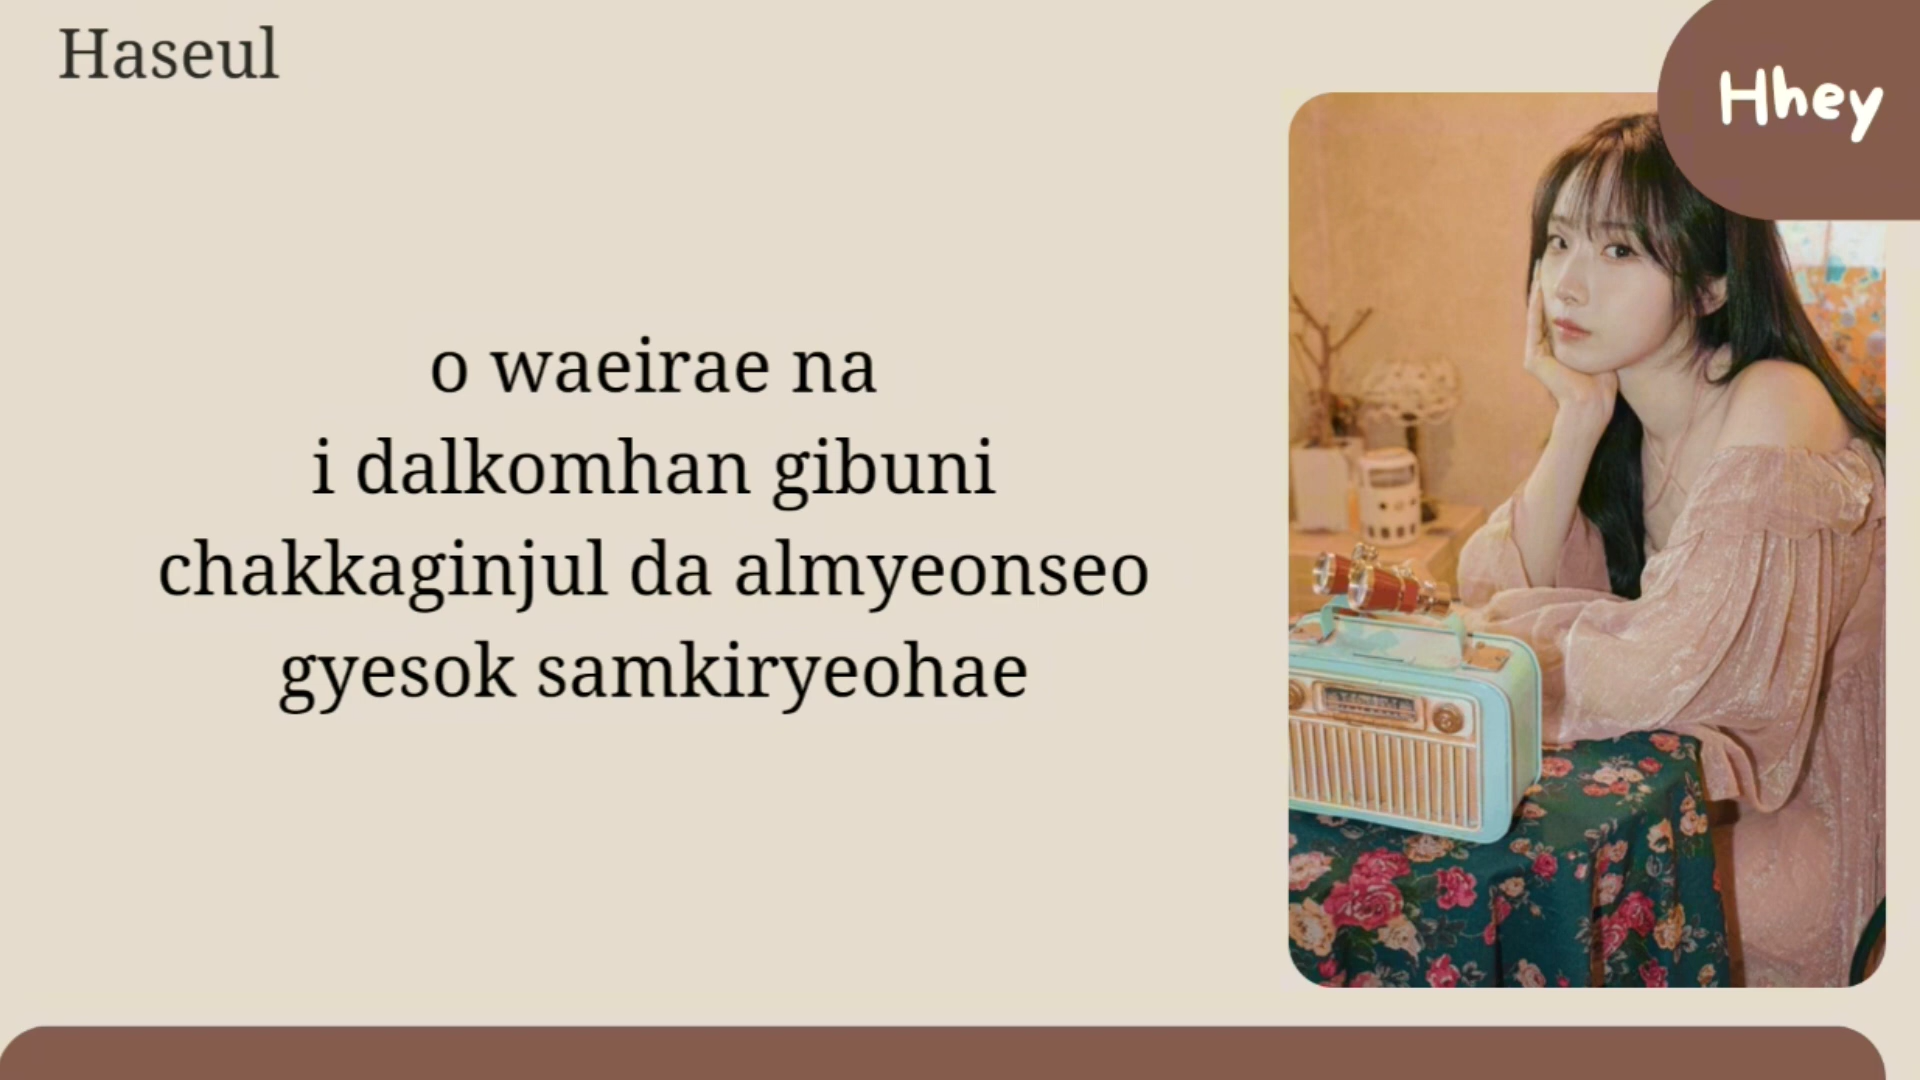 Haseul
Hhey
o waeirae na
i dalkomhan gibuni
chakkaginjul da almyeonseo
gyesok samkiryeohae